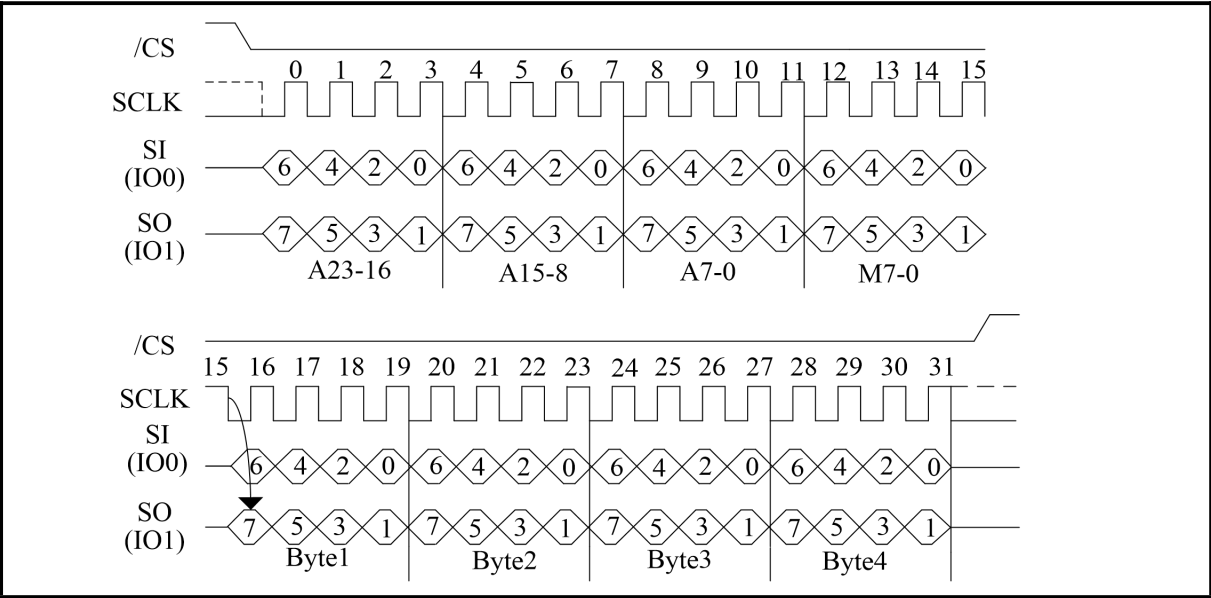 /CS
0 1 2 3 4 5 6 7 8 9 10 11 12 13 14 15
SCLK
SI
(IO0)
6 4 2 0 6 4 2 0 6 4 2 0 6 4 2 0
SO
(IO1)
7 5 3 1 7 5 3 1 7 5 3 1 7 5 3 1
A23-16 A15-8 A7-0 M7-0
/CS
15 16 17 18 19 20 21 22 23 24 25 26 27 28 29 30 31
SCLK
SI
(IO0)
6 4 2 0 6 4 2 0 6 4 2 0 6 4 2 0
SO
(IO1)
7 5 3 1 7 5 3 1 7 5 3 1 7 5 3 1
Byte1 Byte2 Byte3 Byte4